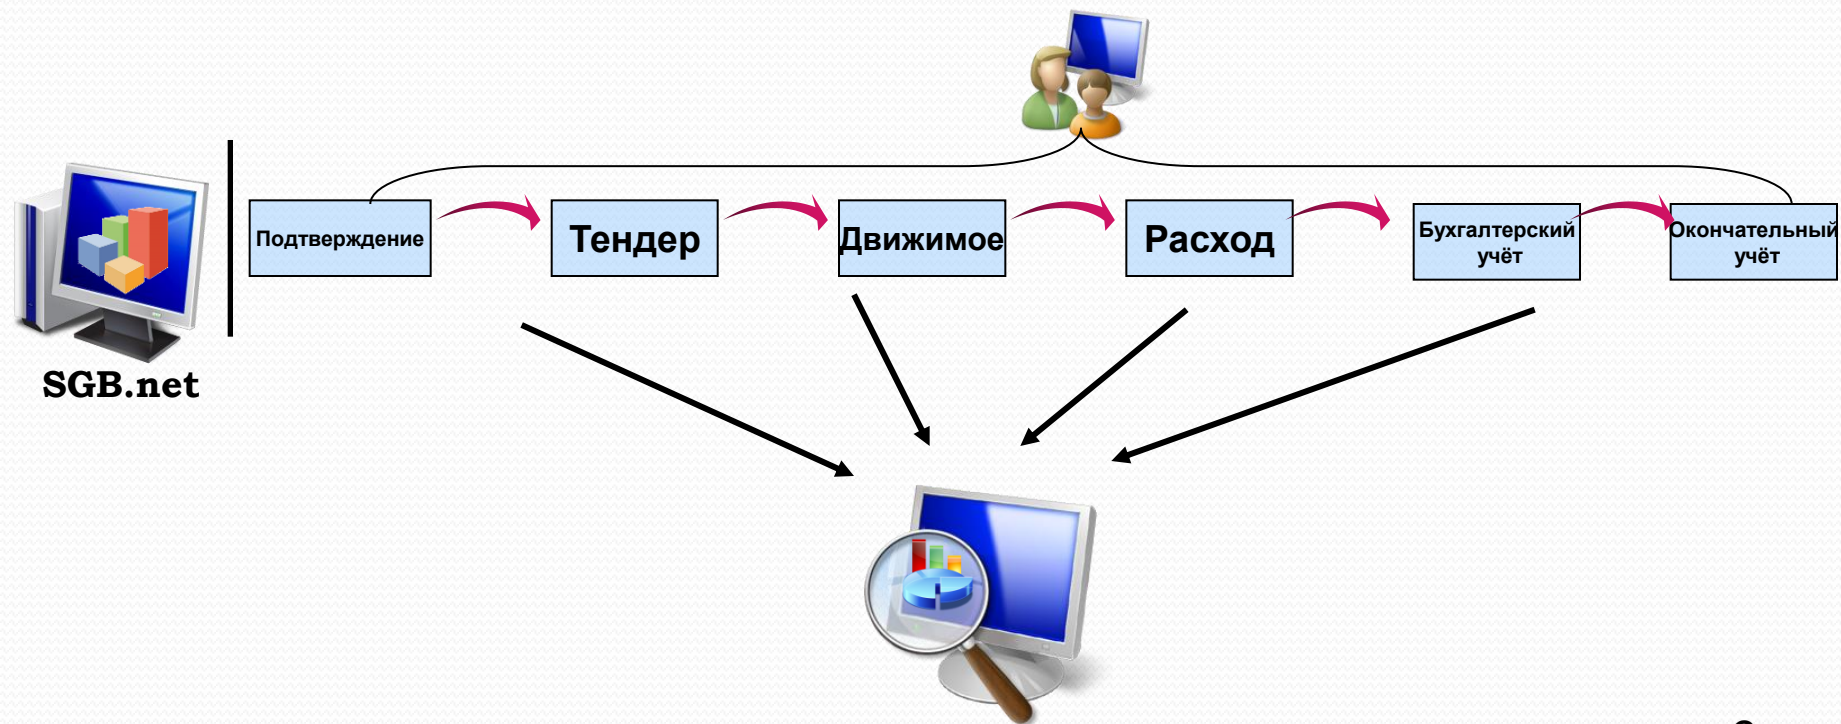 Подтверждение
Тендер
Движимое
Расход
Бухгалтерский
учёт
Окончательный
учёт
SGB.net